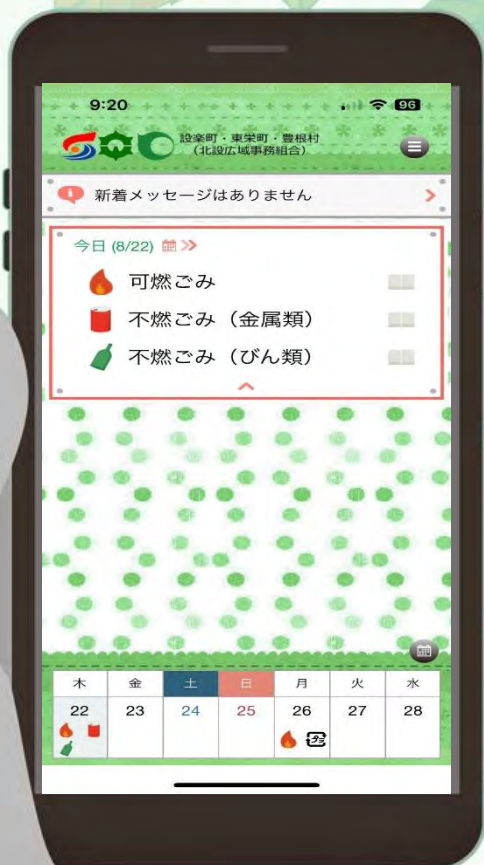 9:20
96
設楽町・東栄町・豊根村
(北設広域事務組合)
新着メッセージはありません
今日 (8/22)
可燃ごみ
不燃ごみ (金属類)
不燃ごみ (びん類)
木 金 土 日 月 火 水
22 23 24 25 26 27 28
プラ